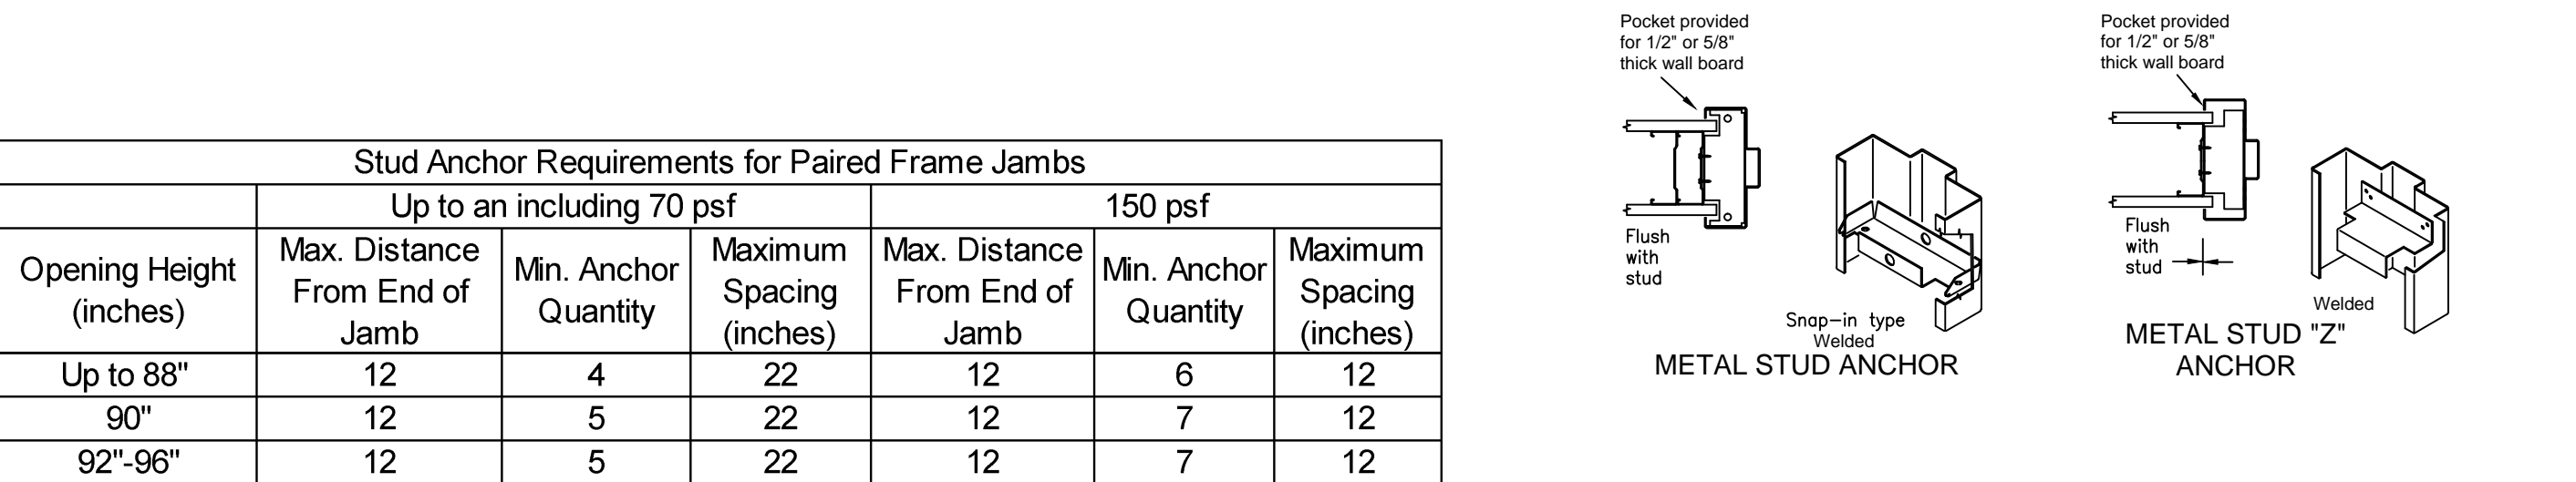 Stud Anchor Requirements for Paired Frame Jambs
Up to an including 70 psf 150 psf
Opening Height (inches) Max. Distance From End of Jamb Min. Anchor Quantity Maximum Spacing (inches) Max. Distance From End of Jamb Min. Anchor Quantity Maximum Spacing (inches)
Up to 88" 12 4 22 12 6 12
90" 12 5 22 12 7 12
92"-96" 12 5 22 12 7 12
Pocket provided
for 1/2" or 5/8"
thick wall board
Flush
with
stud
Snap-in type
Welded
METAL STUD ANCHOR
Pocket provided
for 1/2" or 5/8"
thick wall board
Flush
with
stud
Welded
METAL STUD "Z"
ANCHOR